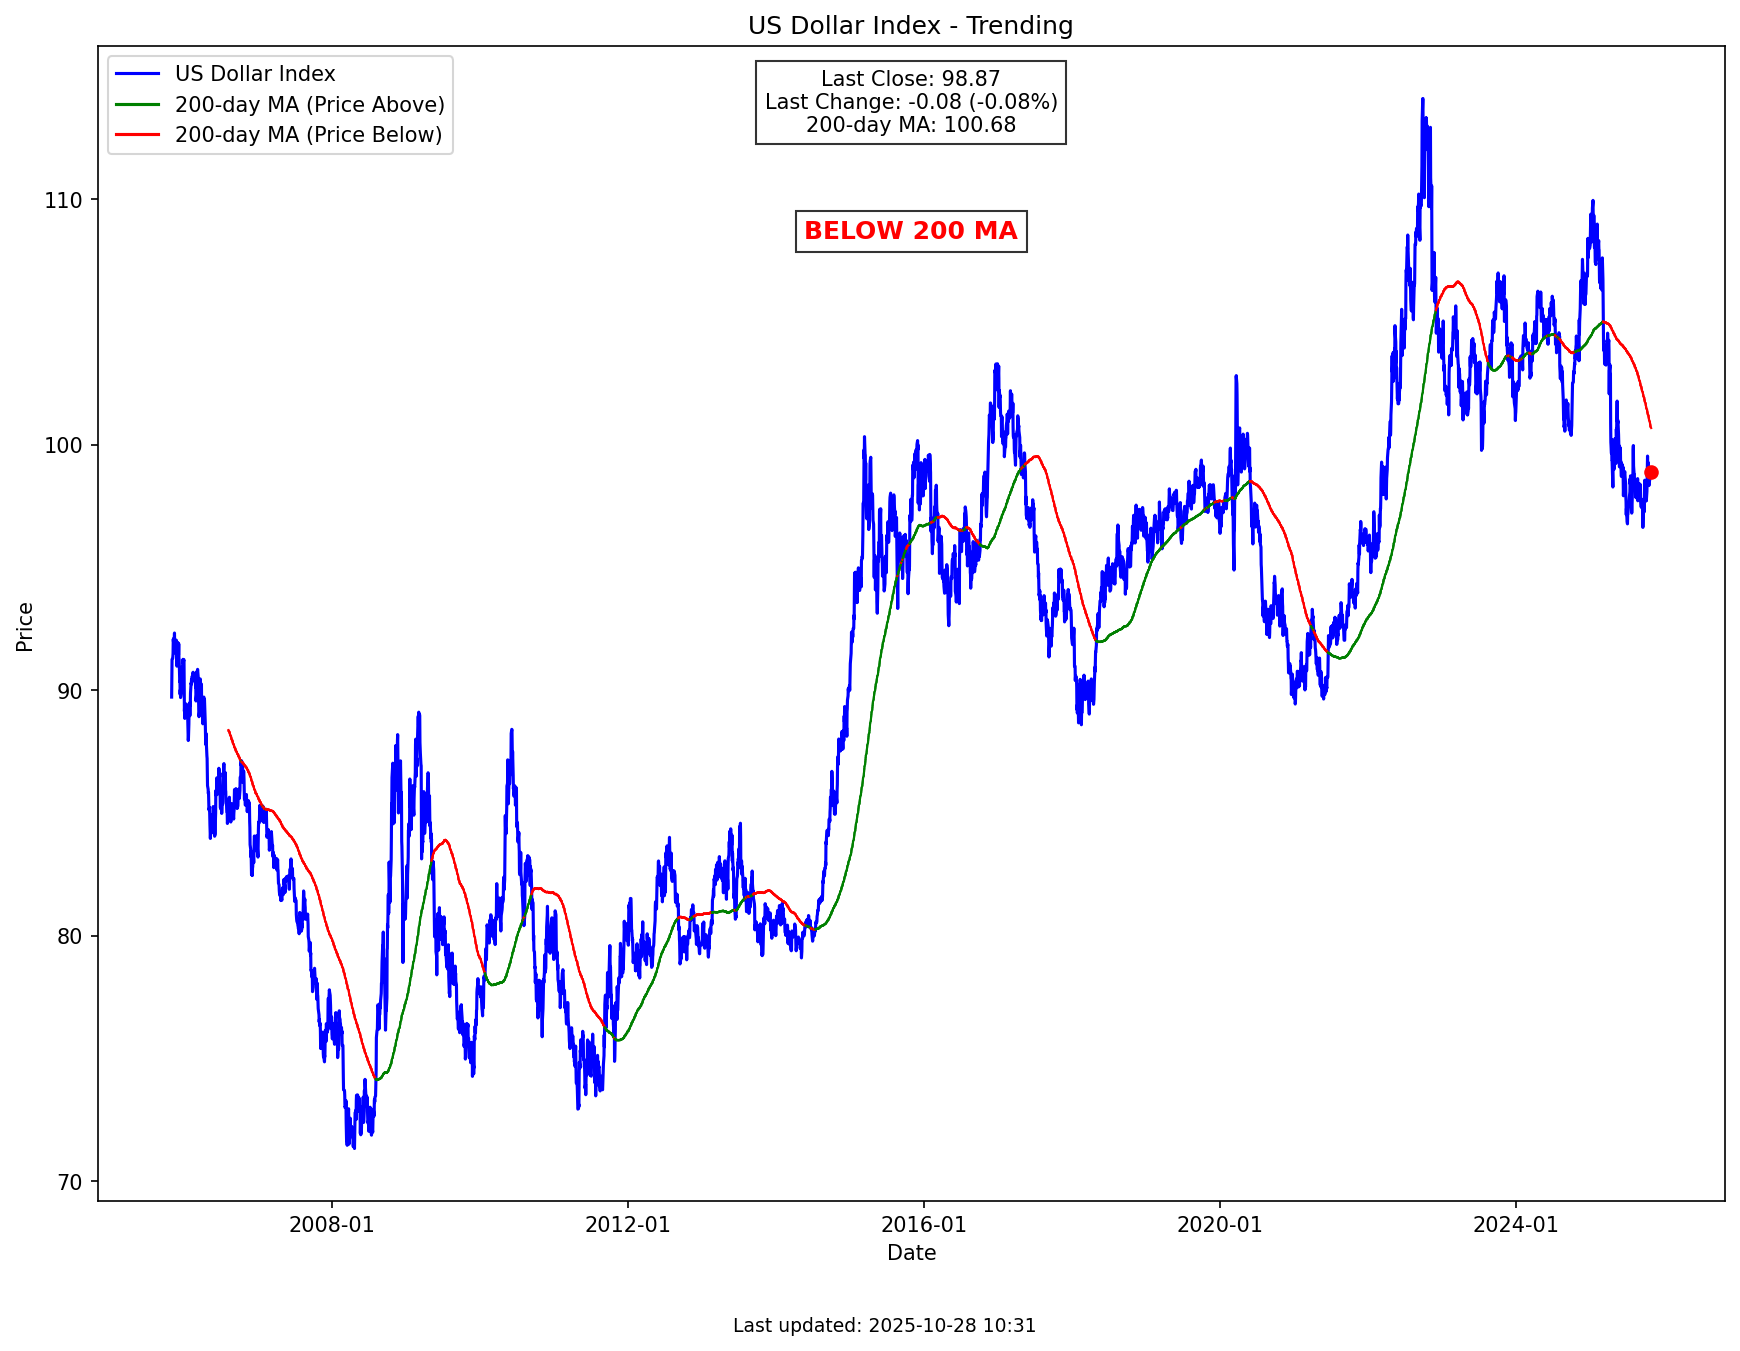 US Dollar Index - Trending
US Dollar Index
200-day MA (Price Above)
200-day MA (Price Below)
Last Close: 98.87
Last Change: -0.08 (-0.08%)
200-day MA: 100.68
BELOW 200 MA
Price
110
100
90
80
70
2008-01
2012-01
2016-01
2020-01
2024-01
Date
Last updated: 2025-10-28 10:31